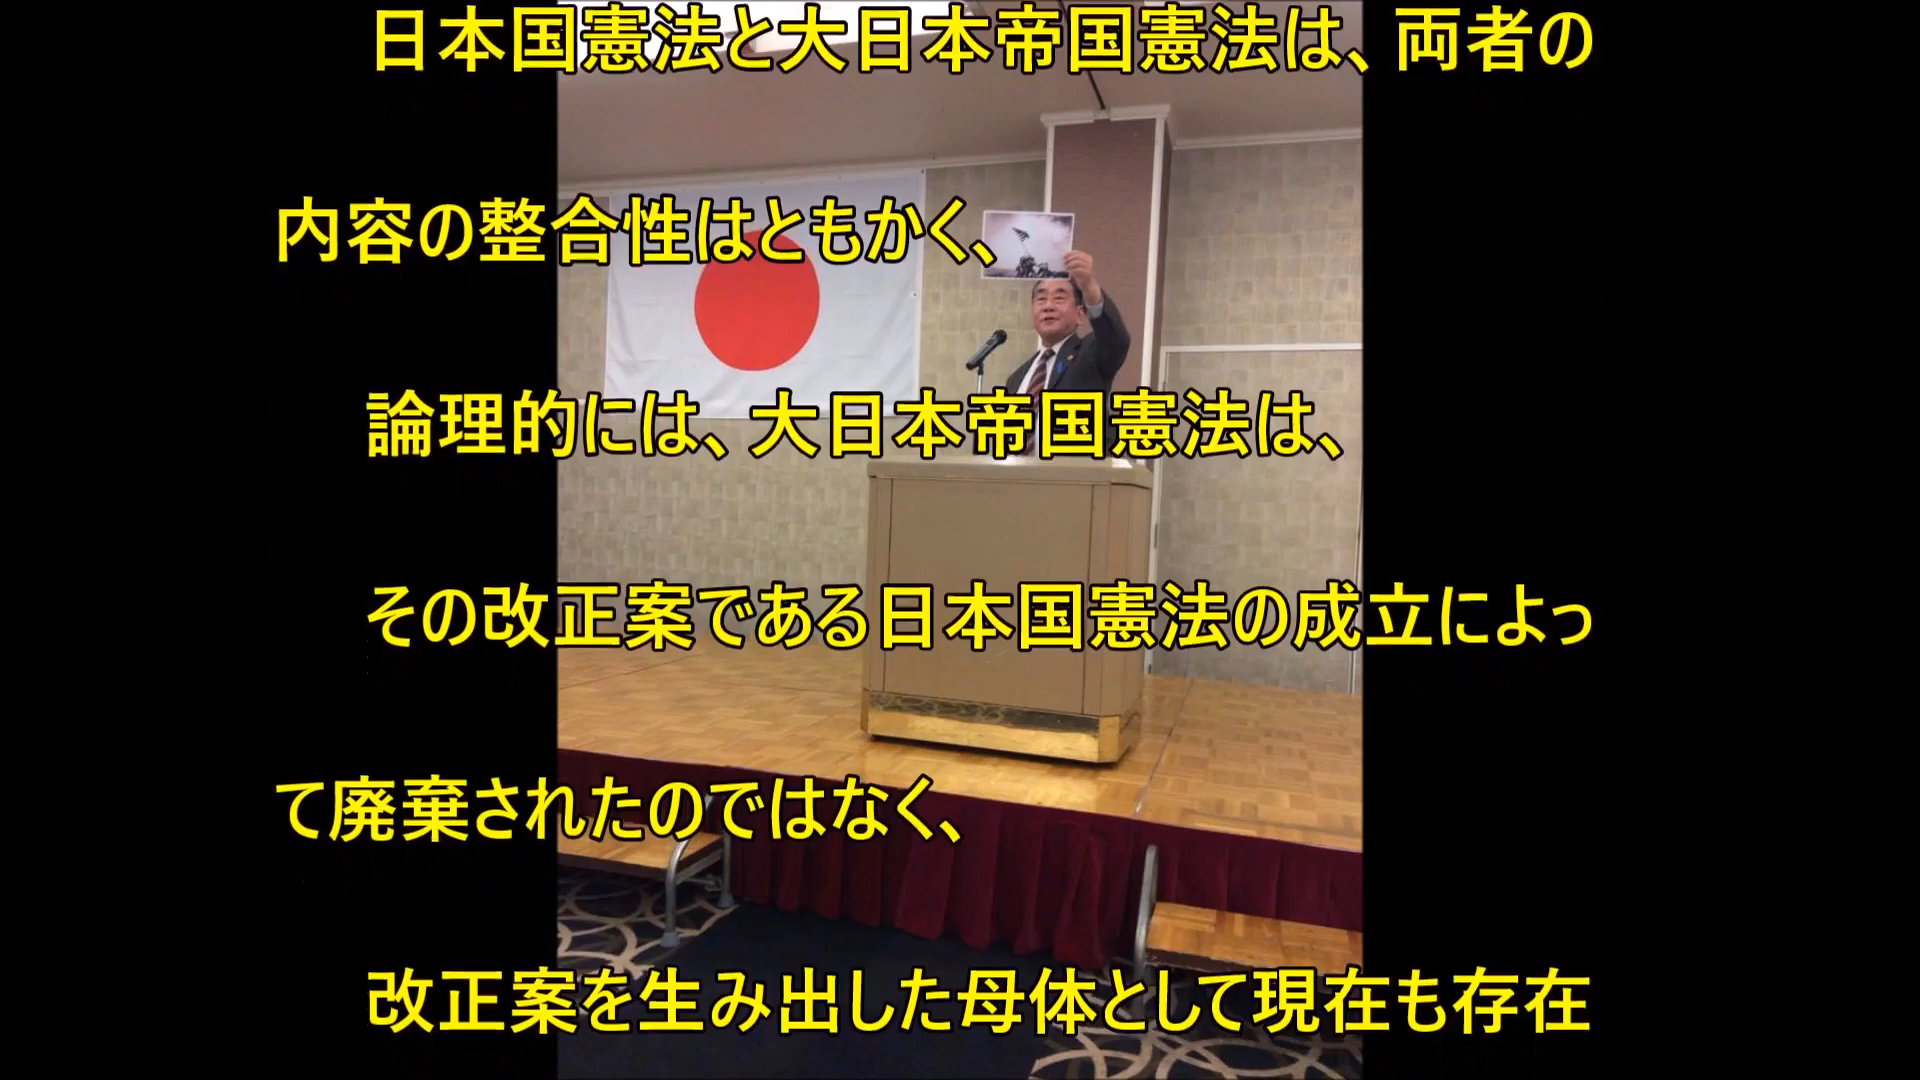 日本国憲法と大日本帝国憲法は、両者の
内容の整合性はともかく、
論理的には、大日本帝国憲法は、
その改正案である日本国憲法の成立によっ
て廃棄されたのではなく、
改正案を生み出した母体として現在も存在